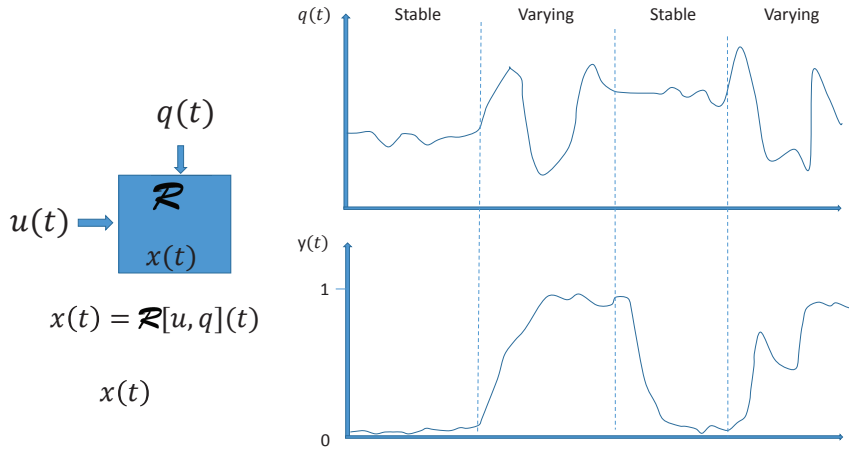 q(t)
u(t)
ℛ
x(t)
x(t) = ℛ[u, q](t)
x(t)
q(t) Stable Varying Stable Varying
y(t)
1
0